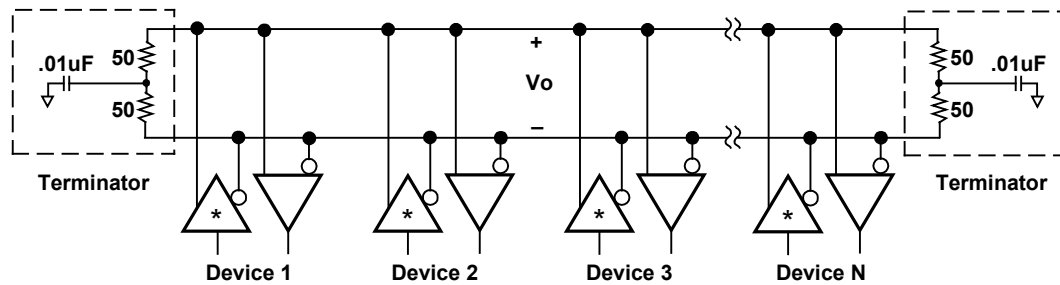 50
.01uF
50
Terminator
+
Vo
−
50
.01uF
50
Terminator
*
*
*
*
Device 1
Device 2
Device 3
Device N